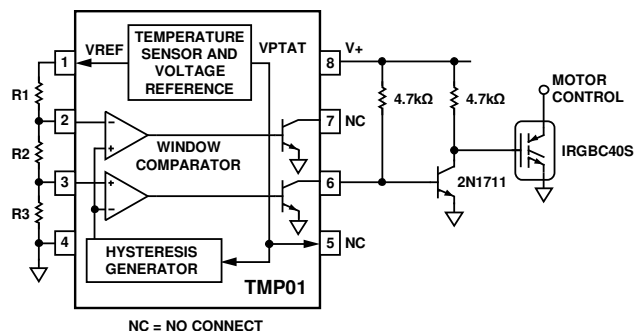 TEMPERATURE
SENSOR AND
VOLTAGE
REFERENCE
VREF
VPTAT
1
8
V+
R1
4.7kΩ
4.7kΩ
MOTOR
CONTROL
2
7
NC
R2
WINDOW
COMPARATOR
IRGBC40S
3
6
2N1711
R3
4
5
NC
HYSTERESIS
GENERATOR
TMP01
NC = NO CONNECT